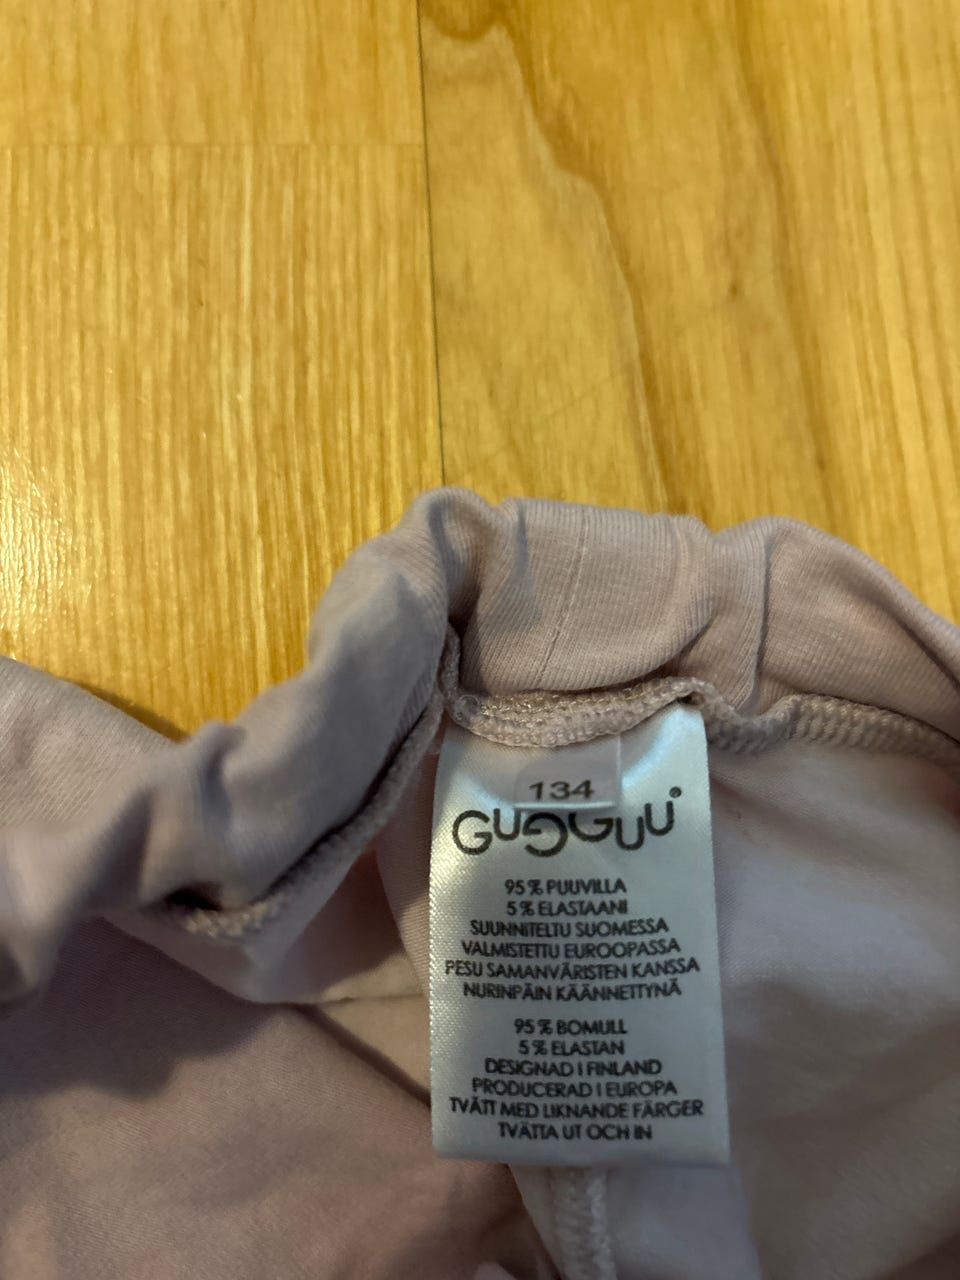 134
GUGGUU®
95 % PUUVILLA
5 % ELASTAANI
SUUNNITELTU SUOMESSA
VALMISTETTU EUROOPASSA
PESU SAMANVÄRISTEN KANSSA
NURINPÄIN KÄÄNNETTYNÄ
95 % BOMULL
5 % ELASTAN
DESIGNAD I FINLAND
PRODUCERAD I EUROPA
TVÄTT MED LIKNANDE FÄRGER
TVÄTTA UT OCH IN